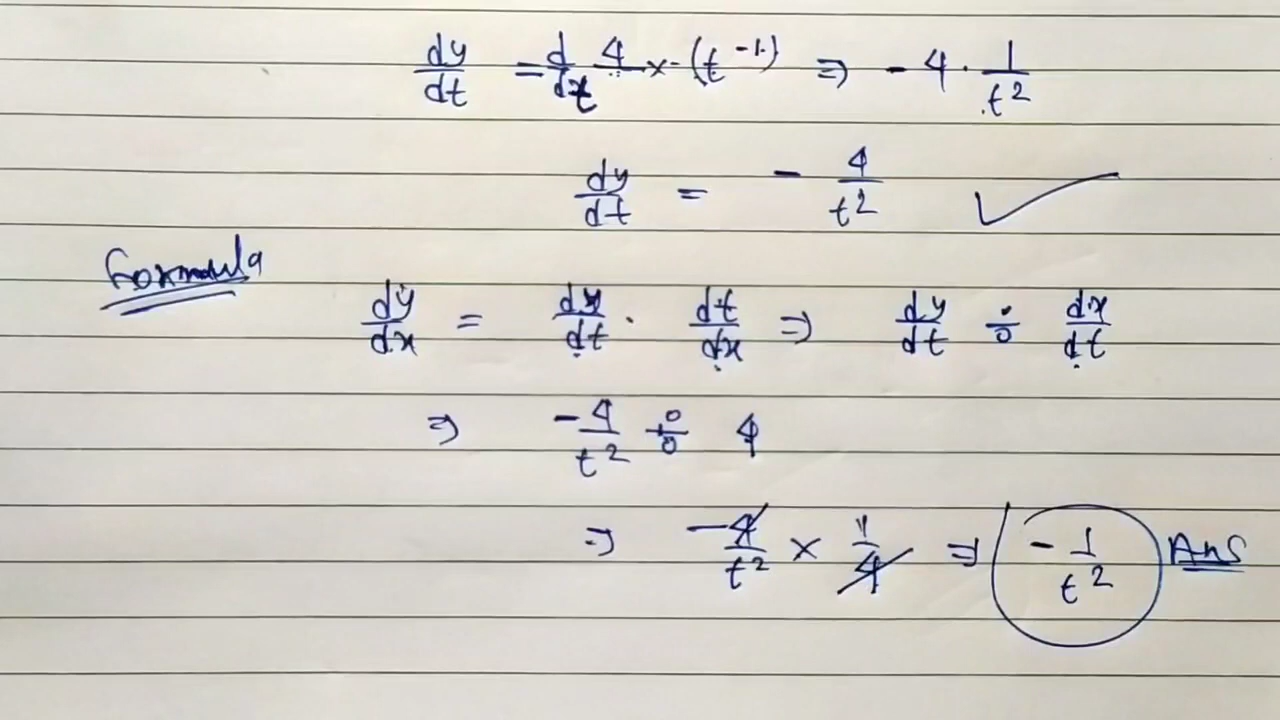 dy/dt = d/dt 4 × -(t⁻¹) ⇒ - 4 · 1/t²
dy/dt = - 4/t² ✓
Formula
dy/dx = dy/dt · dt/dx ⇒ dy/dt ÷ dx/dt
⇒ -4/t² ÷ 4
⇒ -4/t² × 1/4 ⇒ - 1/t² Ans